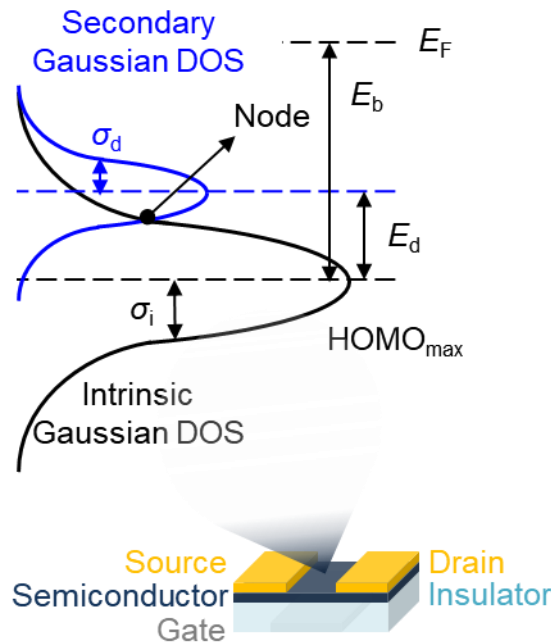 Secondary
Gaussian DOS
E_F
E_b
Node
σ_d
E_d
σ_i
HOMO_max
Intrinsic
Gaussian DOS
Source
Drain
Semiconductor
Insulator
Gate